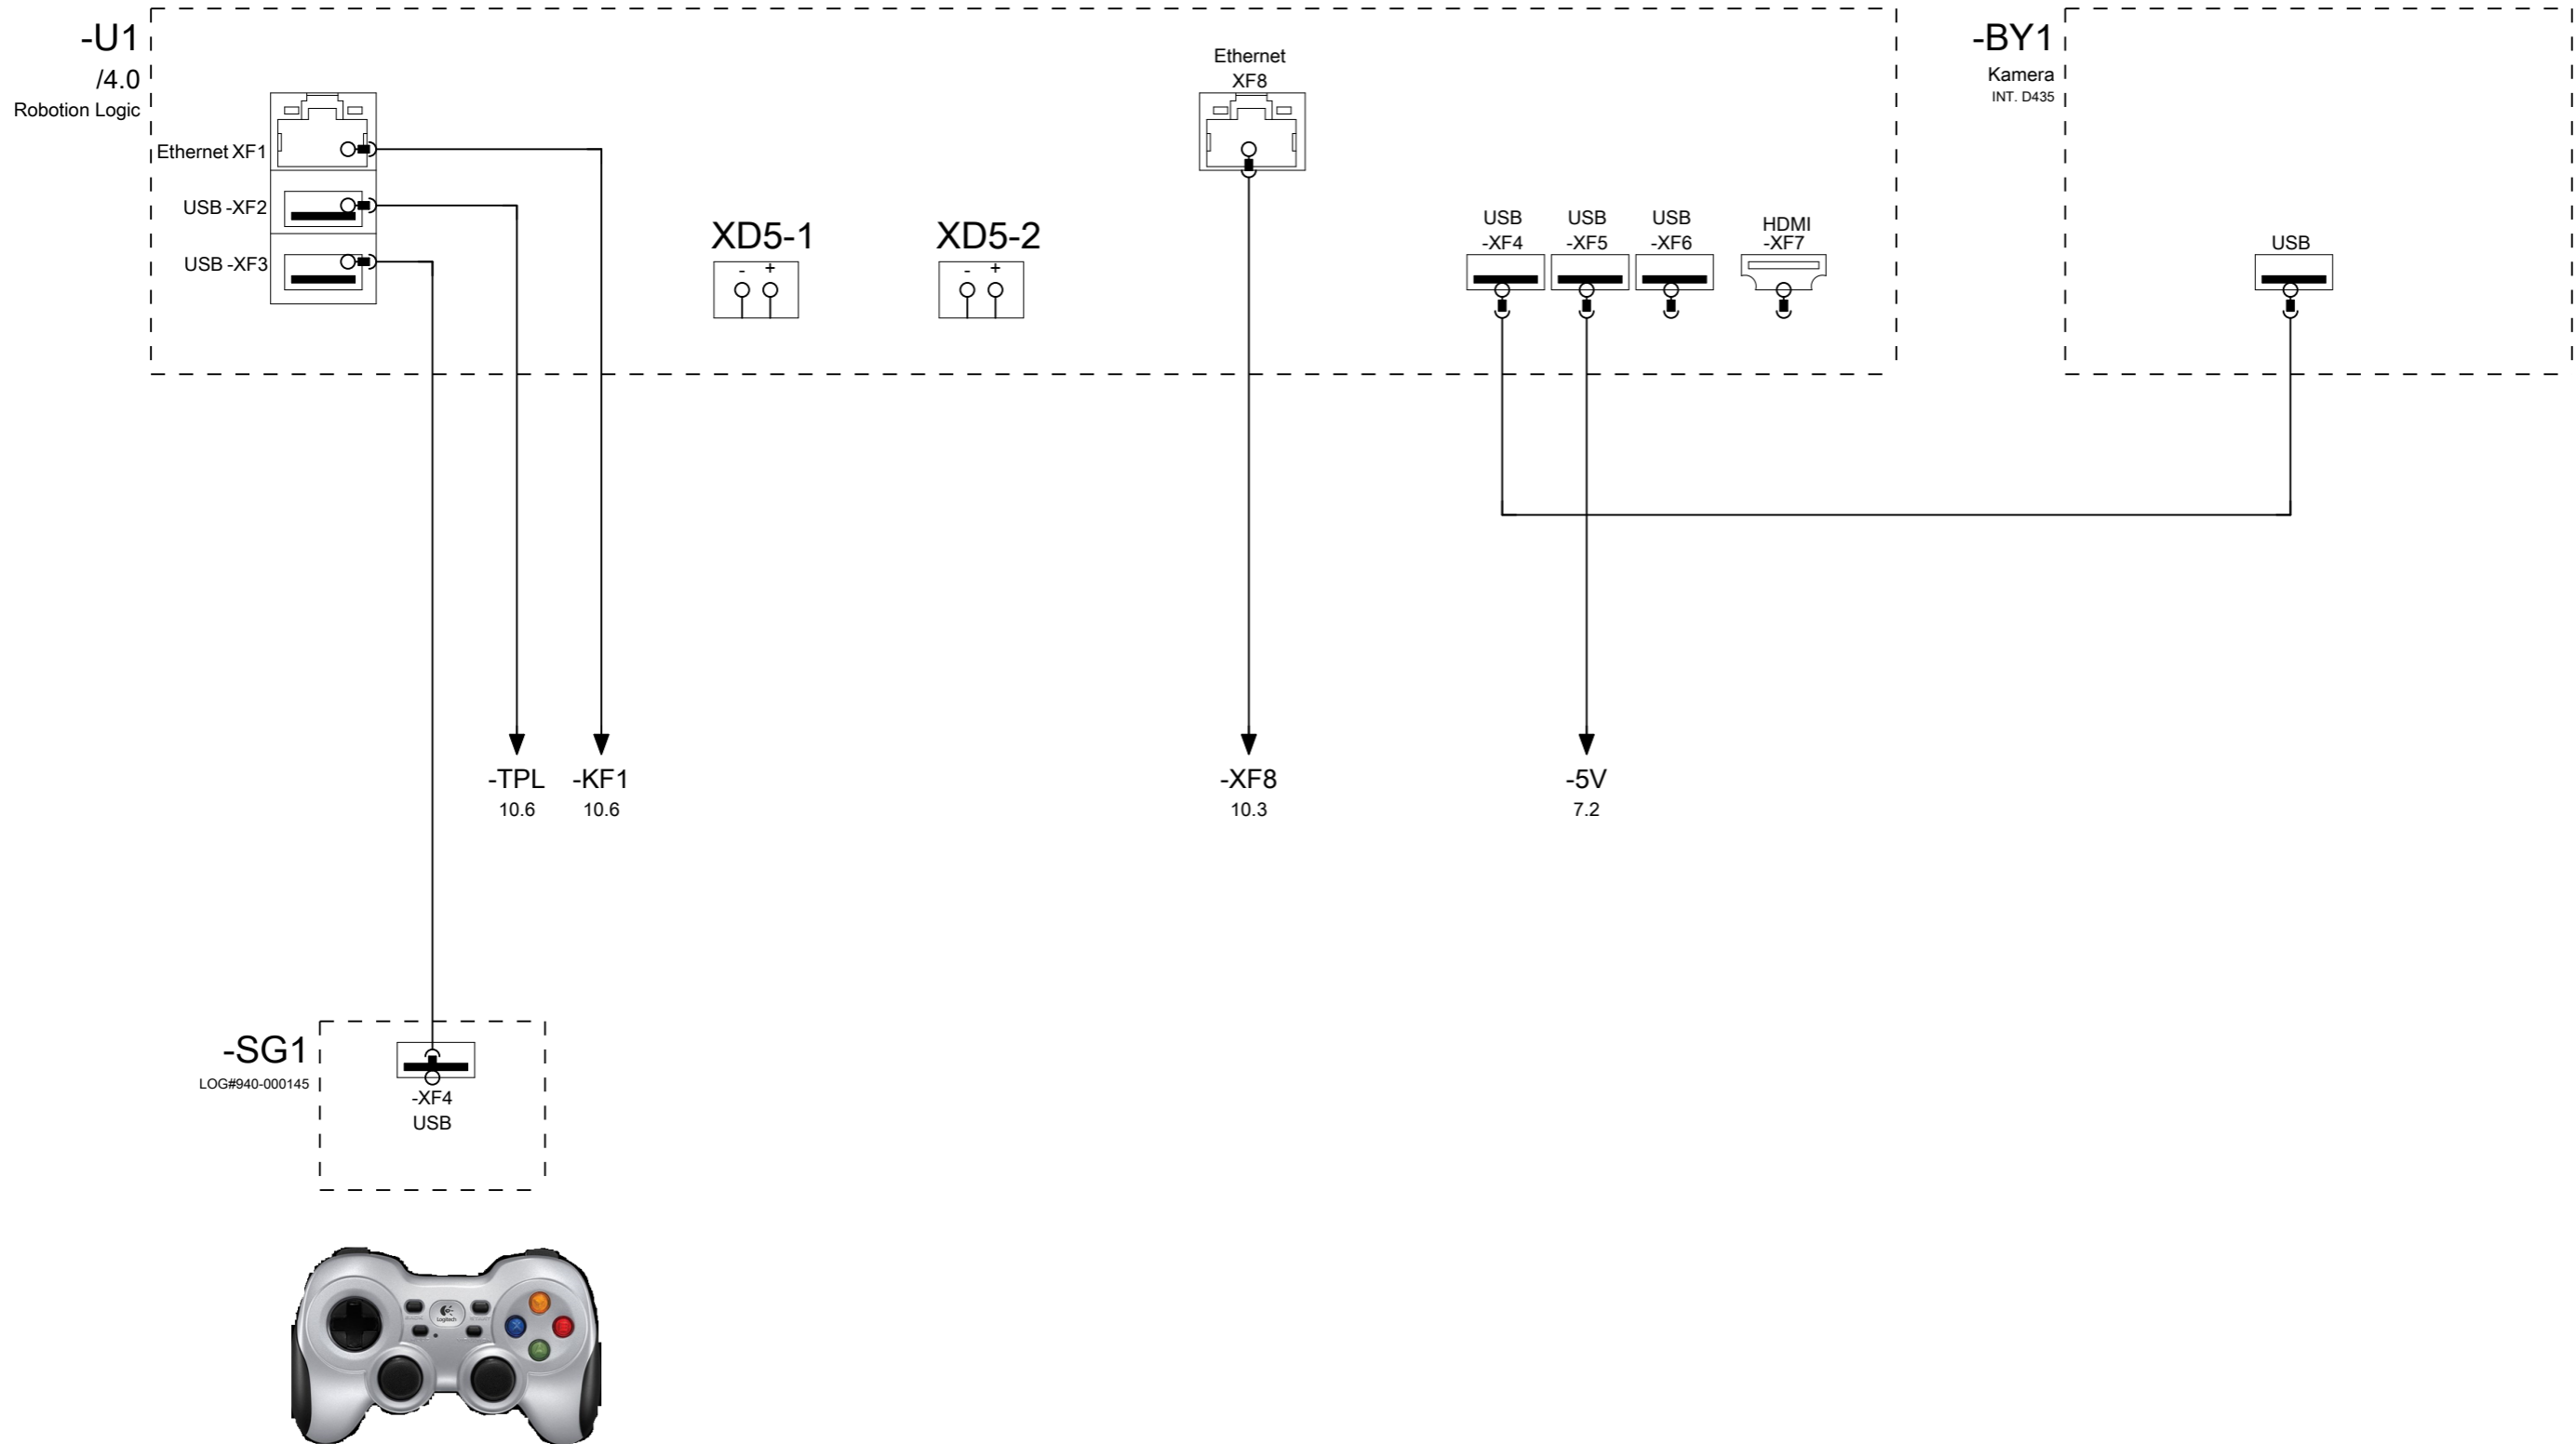 -U1
/4.0
Robotion Logic
Ethernet XF1
USB -XF2
USB -XF3
XD5-1
- +
XD5-2
- +
Ethernet
XF8
USB
-XF4
USB
-XF5
USB
-XF6
HDMI
-XF7
-BY1
Kamera
INT. D435
USB
-TPL
10.6
-KF1
10.6
-XF8
10.3
-5V
7.2
-SG1
LOG#940-000145
-XF4
USB
Logitech